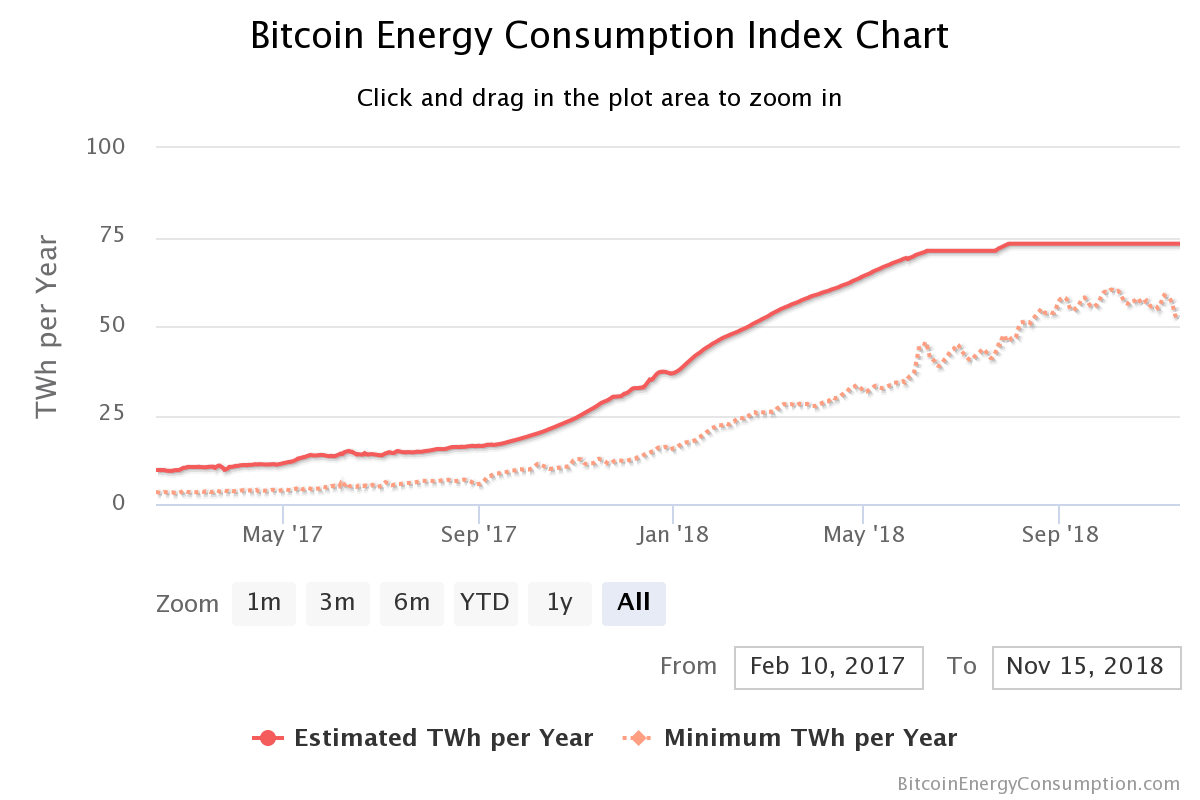 Bitcoin Energy Consumption Index Chart
Click and drag in the plot area to zoom in
TWh per Year
100
75
50
25
0
May '17 Sep '17 Jan '18 May '18 Sep '18
Zoom 1m 3m 6m YTD 1y All
From Feb 10, 2017 To Nov 15, 2018
Estimated TWh per Year Minimum TWh per Year
BitcoinEnergyConsumption.com